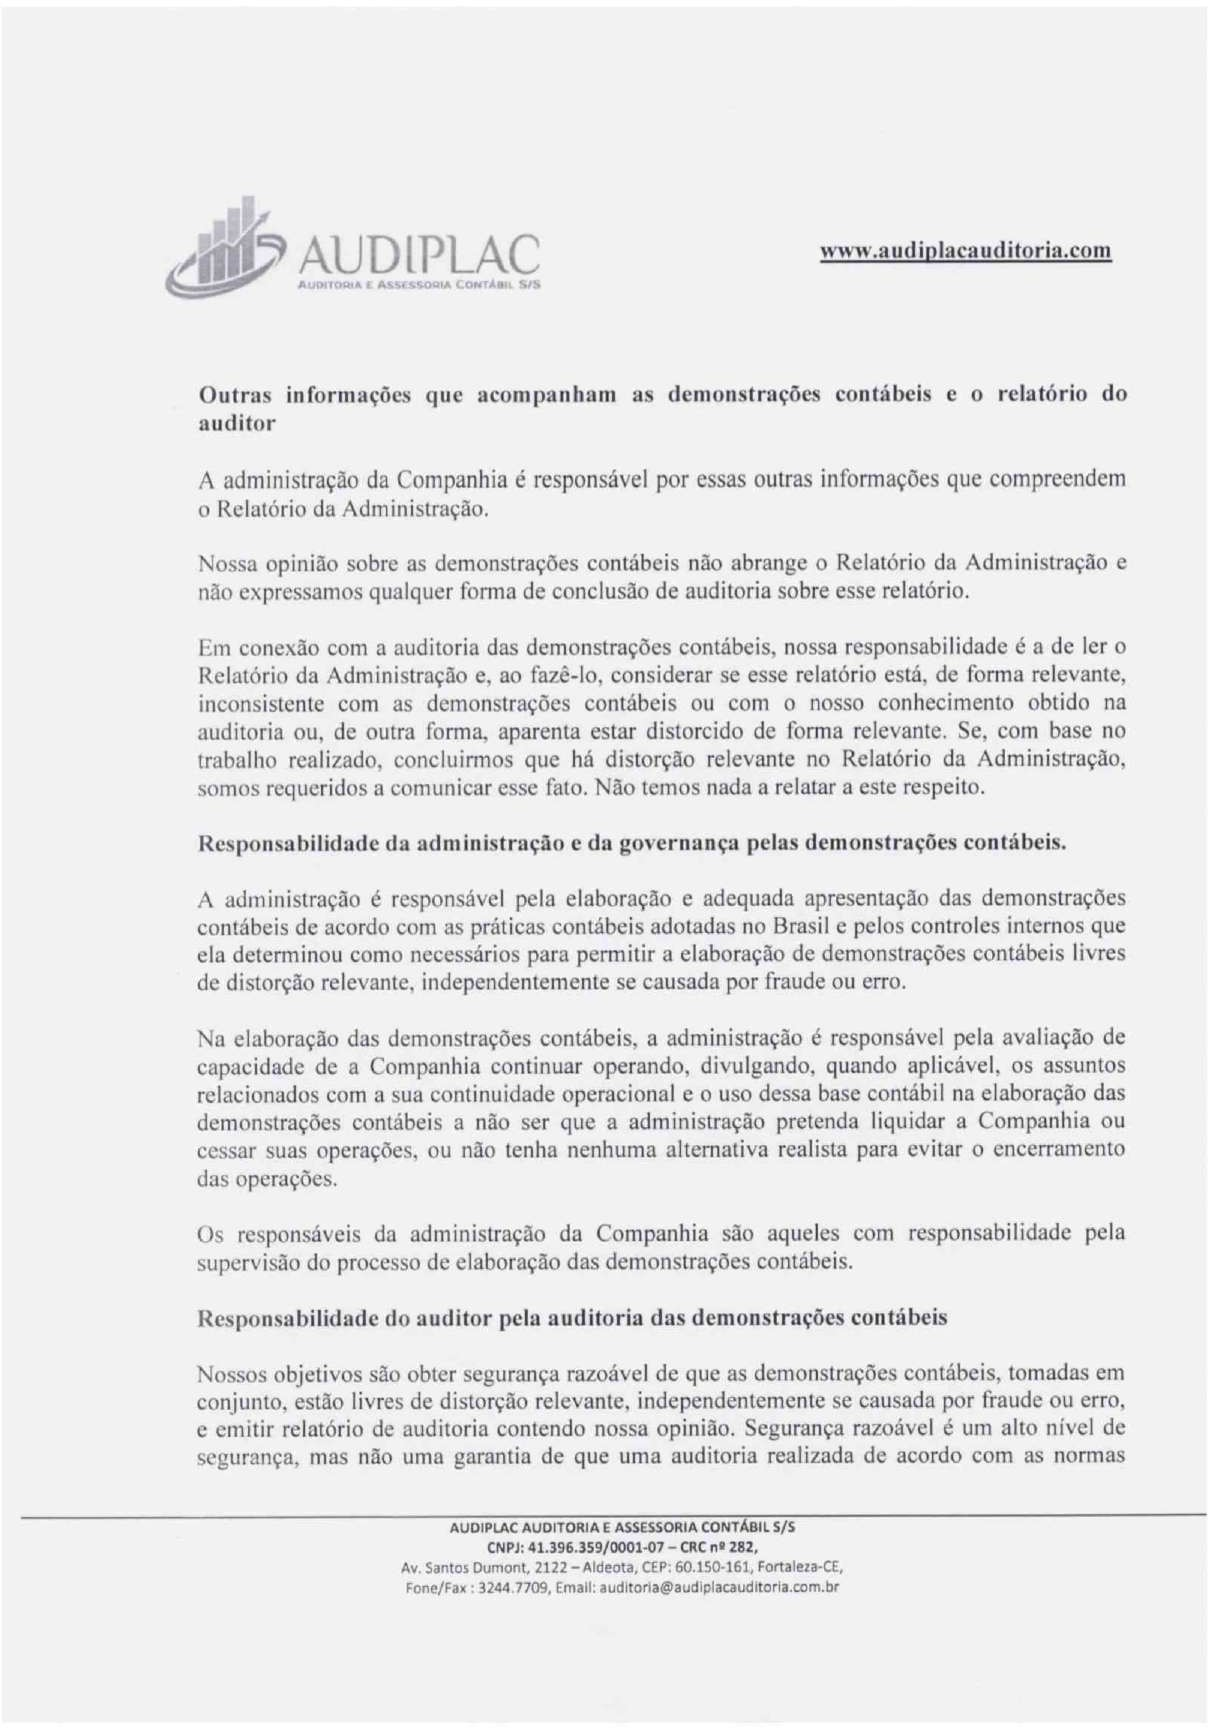 AUDIPLAC
AUDITORIA E ASSESSORIA CONTÁBIL S/S
www.audiplacauditoria.com
Outras informações que acompanham as demonstrações contábeis e o relatório do
auditor
A administração da Companhia é responsável por essas outras informações que compreendem
o Relatório da Administração.
Nossa opinião sobre as demonstrações contábeis não abrange o Relatório da Administração e
não expressamos qualquer forma de conclusão de auditoria sobre esse relatório.
Em conexão com a auditoria das demonstrações contábeis, nossa responsabilidade é a de ler o
Relatório da Administração e, ao fazê-lo, considerar se esse relatório está, de forma relevante,
inconsistente com as demonstrações contábeis ou com o nosso conhecimento obtido na
auditoria ou, de outra forma, aparenta estar distorcido de forma relevante. Se, com base no
trabalho realizado, concluirmos que há distorção relevante no Relatório da Administração,
somos requeridos a comunicar esse fato. Não temos nada a relatar a este respeito.
Responsabilidade da administração e da governança pelas demonstrações contábeis.
A administração é responsável pela elaboração e adequada apresentação das demonstrações
contábeis de acordo com as práticas contábeis adotadas no Brasil e pelos controles internos que
ela determinou como necessários para permitir a elaboração de demonstrações contábeis livres
de distorção relevante, independentemente se causada por fraude ou erro.
Na elaboração das demonstrações contábeis, a administração é responsável pela avaliação de
capacidade de a Companhia continuar operando, divulgando, quando aplicável, os assuntos
relacionados com a sua continuidade operacional e o uso dessa base contábil na elaboração das
demonstrações contábeis a não ser que a administração pretenda liquidar a Companhia ou
cessar suas operações, ou não tenha nenhuma alternativa realista para evitar o encerramento
das operações.
Os responsáveis da administração da Companhia são aqueles com responsabilidade pela
supervisão do processo de elaboração das demonstrações contábeis.
Responsabilidade do auditor pela auditoria das demonstrações contábeis
Nossos objetivos são obter segurança razoável de que as demonstrações contábeis, tomadas em
conjunto, estão livres de distorção relevante, independentemente se causada por fraude ou erro,
e emitir relatório de auditoria contendo nossa opinião. Segurança razoável é um alto nível de
segurança, mas não uma garantia de que uma auditoria realizada de acordo com as normas
AUDIPLAC AUDITORIA E ASSESSORIA CONTÁBIL S/S
CNPJ: 41.396.359/0001-07 – CRC nº 282,
Av. Santos Dumont, 2122 – Aldeota, CEP: 60.150-161, Fortaleza-CE,
Fone/Fax : 3244.7709, Email: auditoria@audiplacauditoria.com.br